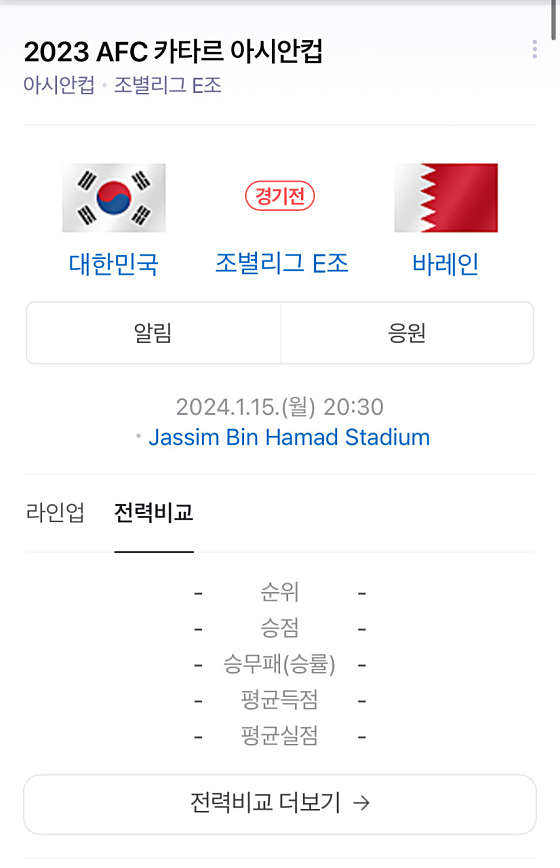 2023 AFC 카타르 아시안컵
아시안컵 · 조별리그 E조
경기전
대한민국 조별리그 E조 바레인
알림 응원
2024.1.15.(월) 20:30
· Jassim Bin Hamad Stadium
라인업 전력비교
- 순위 -
- 승점 -
- 승무패(승률) -
- 평균득점 -
- 평균실점 -
전력비교 더보기 →